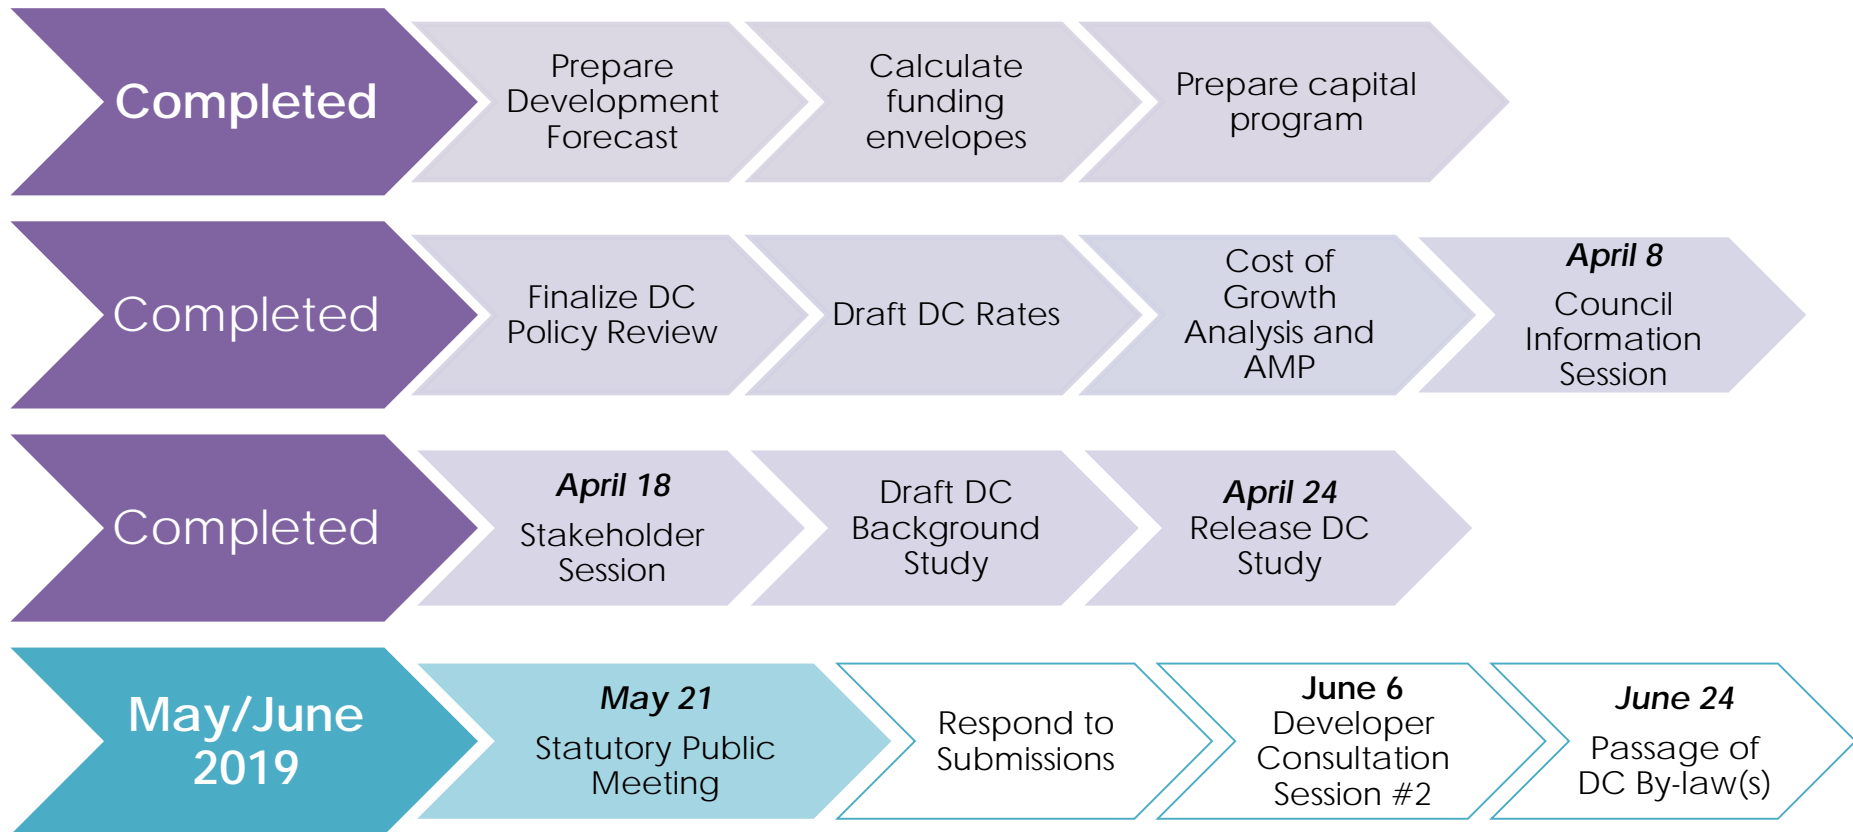 Completed
Prepare
Development
Forecast
Calculate
funding
envelopes
Prepare capital
program
Completed
Finalize DC
Policy Review
Draft DC Rates
Cost of
Growth
Analysis and
AMP
April 8
Council
Information
Session
Completed
April 18
Stakeholder
Session
Draft DC
Background
Study
April 24
Release DC
Study
May/June
2019
May 21
Statutory Public
Meeting
Respond to
Submissions
June 6
Developer
Consultation
Session #2
June 24
Passage of
DC By-law(s)